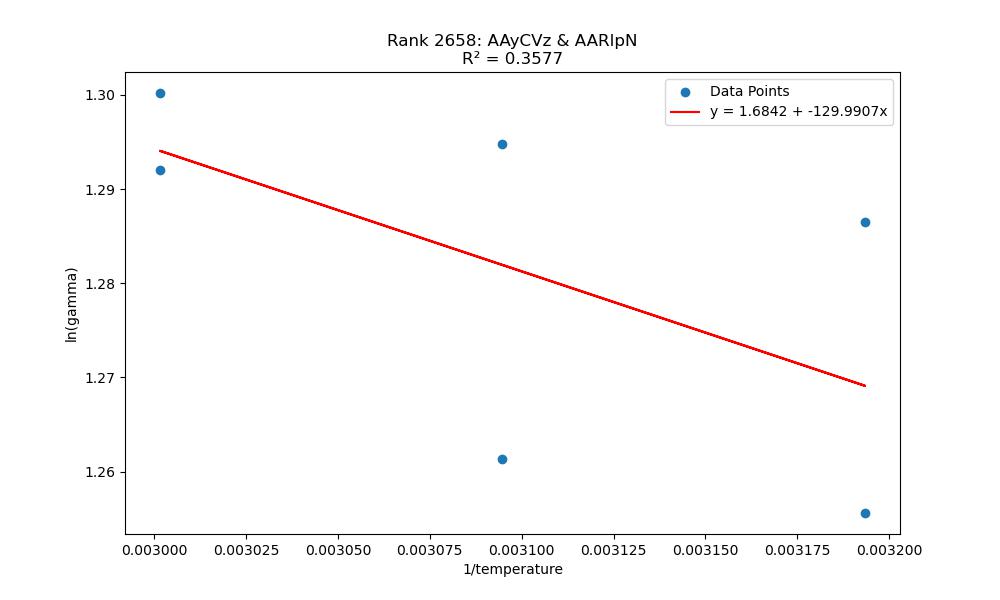 Rank 2658: AAyCVz & AARlpN
R² = 0.3577
Data Points
y = 1.6842 + -129.9907x
1.30
1.29
1.28
1.27
1.26
ln(gamma)
0.003000 0.003025 0.003050 0.003075 0.003100 0.003125 0.003150 0.003175 0.003200
1/temperature